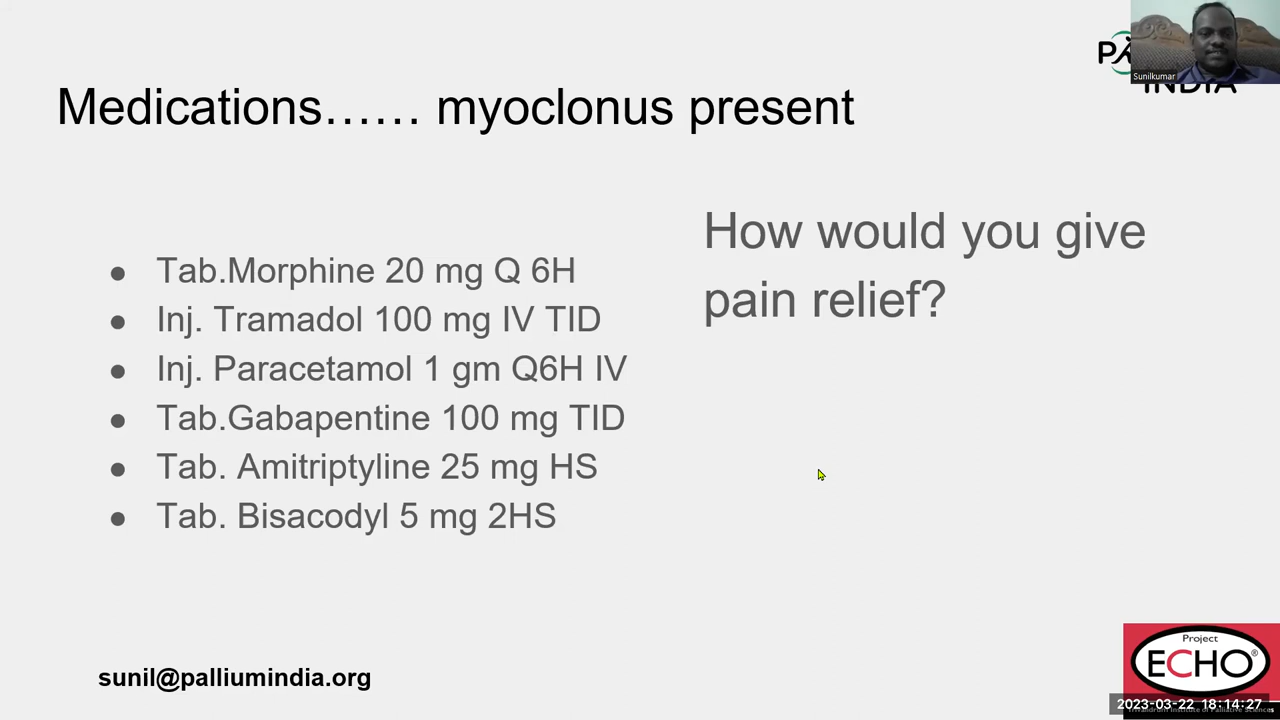 Sunilkumar
INDIA
Medications…… myoclonus present
● Tab.Morphine 20 mg Q 6H
● Inj. Tramadol 100 mg IV TID
● Inj. Paracetamol 1 gm Q6H IV
● Tab.Gabapentine 100 mg TID
● Tab. Amitriptyline 25 mg HS
● Tab. Bisacodyl 5 mg 2HS
How would you give
pain relief?
sunil@palliumindia.org
Project
ECHO®
2023-03-22 18:14:27